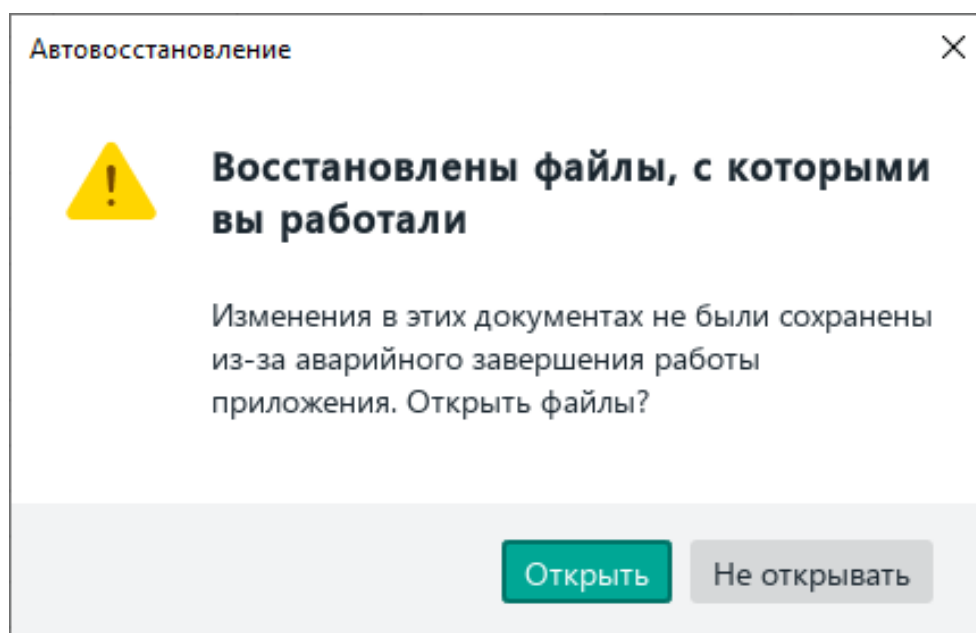 Автовосстановление
Восстановлены файлы, с которыми
вы работали
Изменения в этих документах не были сохранены
из-за аварийного завершения работы
приложения. Открыть файлы?
Открыть
Не открывать